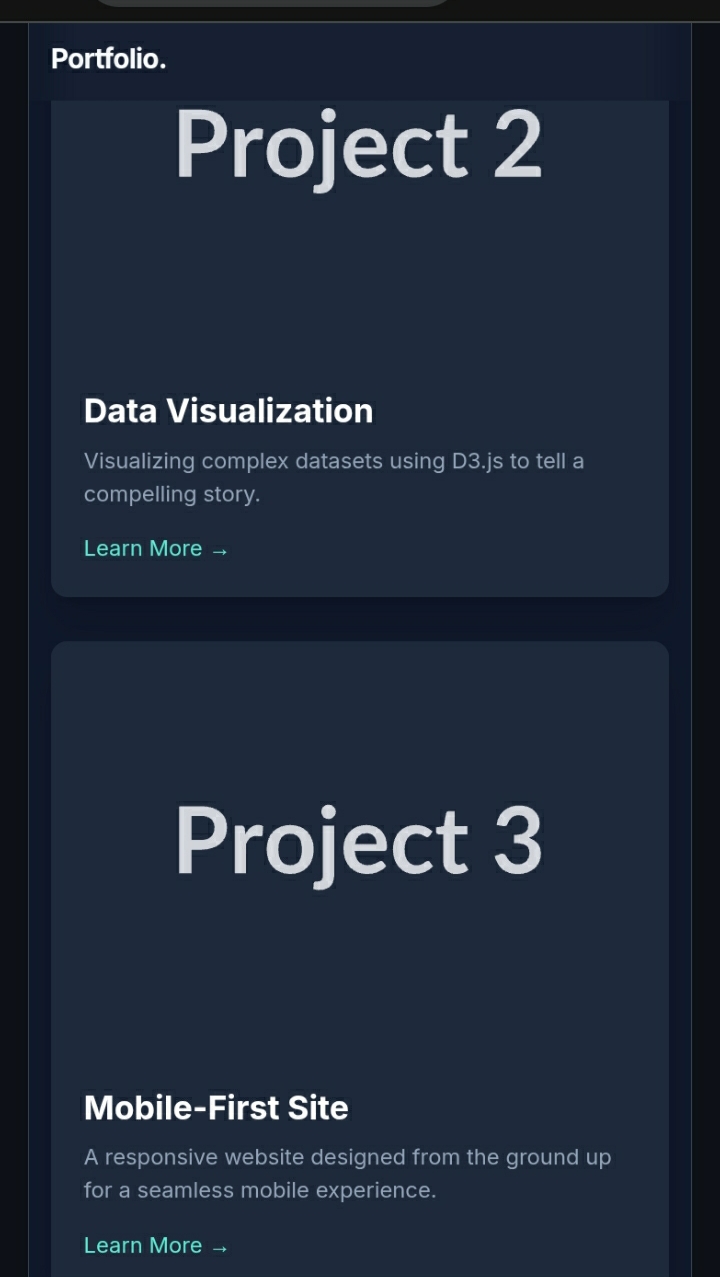 Portfolio.
Project 2
Data Visualization
Visualizing complex datasets using D3.js to tell a
compelling story.
Learn More →
Project 3
Mobile-First Site
A responsive website designed from the ground up
for a seamless mobile experience.
Learn More →